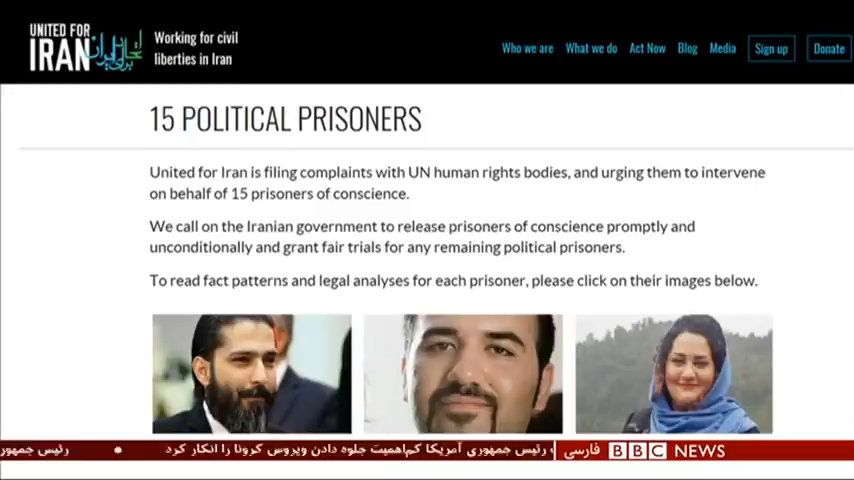 UNITED FOR
IRAN
اتحاد برای ایران
Working for civil
liberties in Iran
Who we are
What we do
Act Now
Blog
Media
Sign up
Donate
15 POLITICAL PRISONERS
United for Iran is filing complaints with UN human rights bodies, and urging them to intervene
on behalf of 15 prisoners of conscience.
We call on the Iranian government to release prisoners of conscience promptly and
unconditionally and grant fair trials for any remaining political prisoners.
To read fact patterns and legal analyses for each prisoner, please click on their images below.
رئیس جمهوری آمریکا کم‌اهمیت جلوه دادن ویروس کرونا را انکار کرد • رئیس جمهور
فارسی BBC NEWS